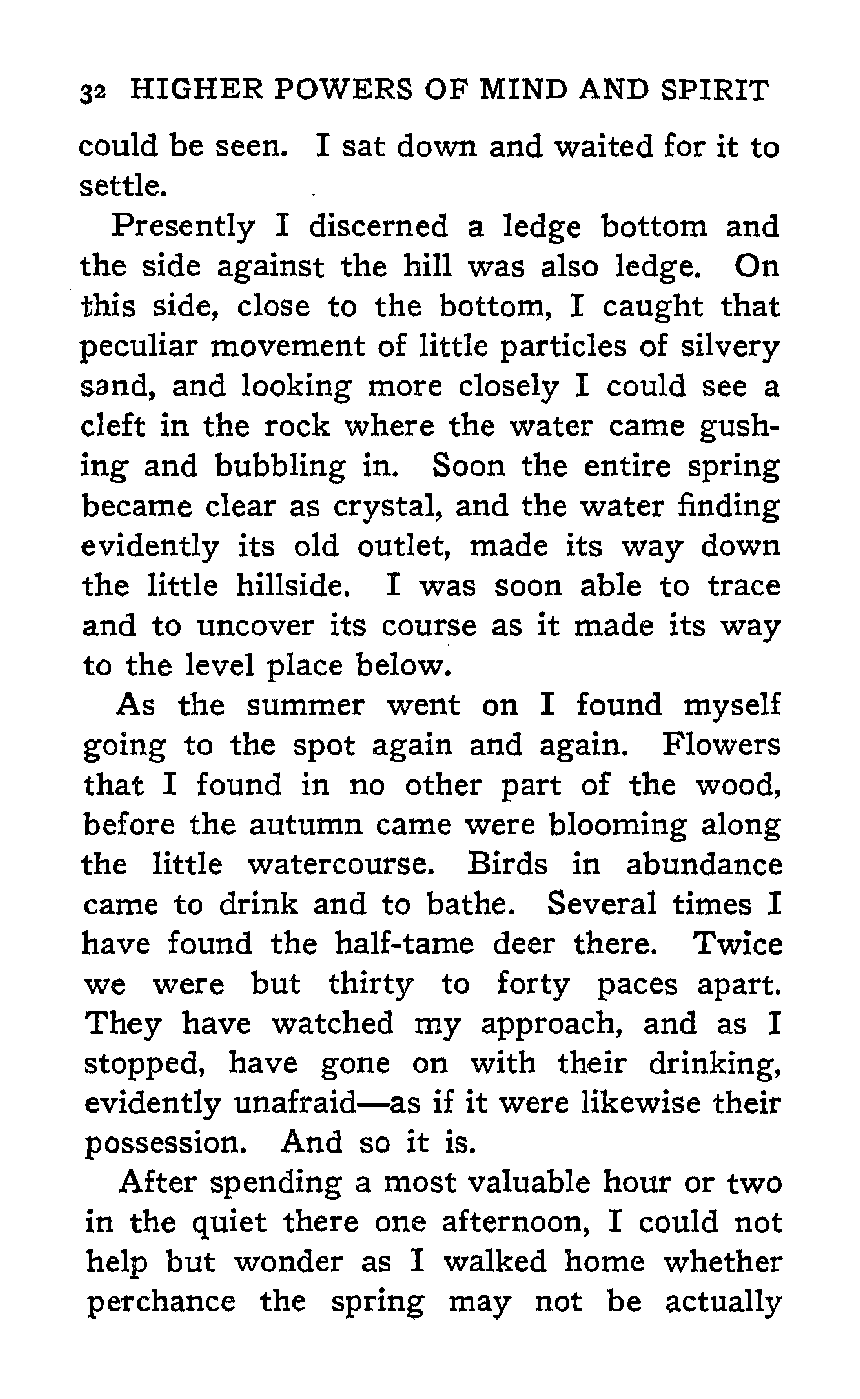 32 HIGHER POWERS OF MIND AND SPIRIT
could be seen. I sat down and waited for it to
settle.
Presently I discerned a ledge bottom and
the side against the hill was also ledge. On
this side, close to the bottom, I caught that
peculiar movement of little particles of silvery
sand, and looking more closely I could see a
cleft in the rock where the water came gush-
ing and bubbling in. Soon the entire spring
became clear as crystal, and the water finding
evidently its old outlet, made its way down
the little hillside. I was soon able to trace
and to uncover its course as it made its way
to the level place below.
As the summer went on I found myself
going to the spot again and again. Flowers
that I found in no other part of the wood,
before the autumn came were blooming along
the little watercourse. Birds in abundance
came to drink and to bathe. Several times I
have found the half-tame deer there. Twice
we were but thirty to forty paces apart.
They have watched my approach, and as I
stopped, have gone on with their drinking,
evidently unafraid—as if it were likewise their
possession. And so it is.
After spending a most valuable hour or two
in the quiet there one afternoon, I could not
help but wonder as I walked home whether
perchance the spring may not be actually